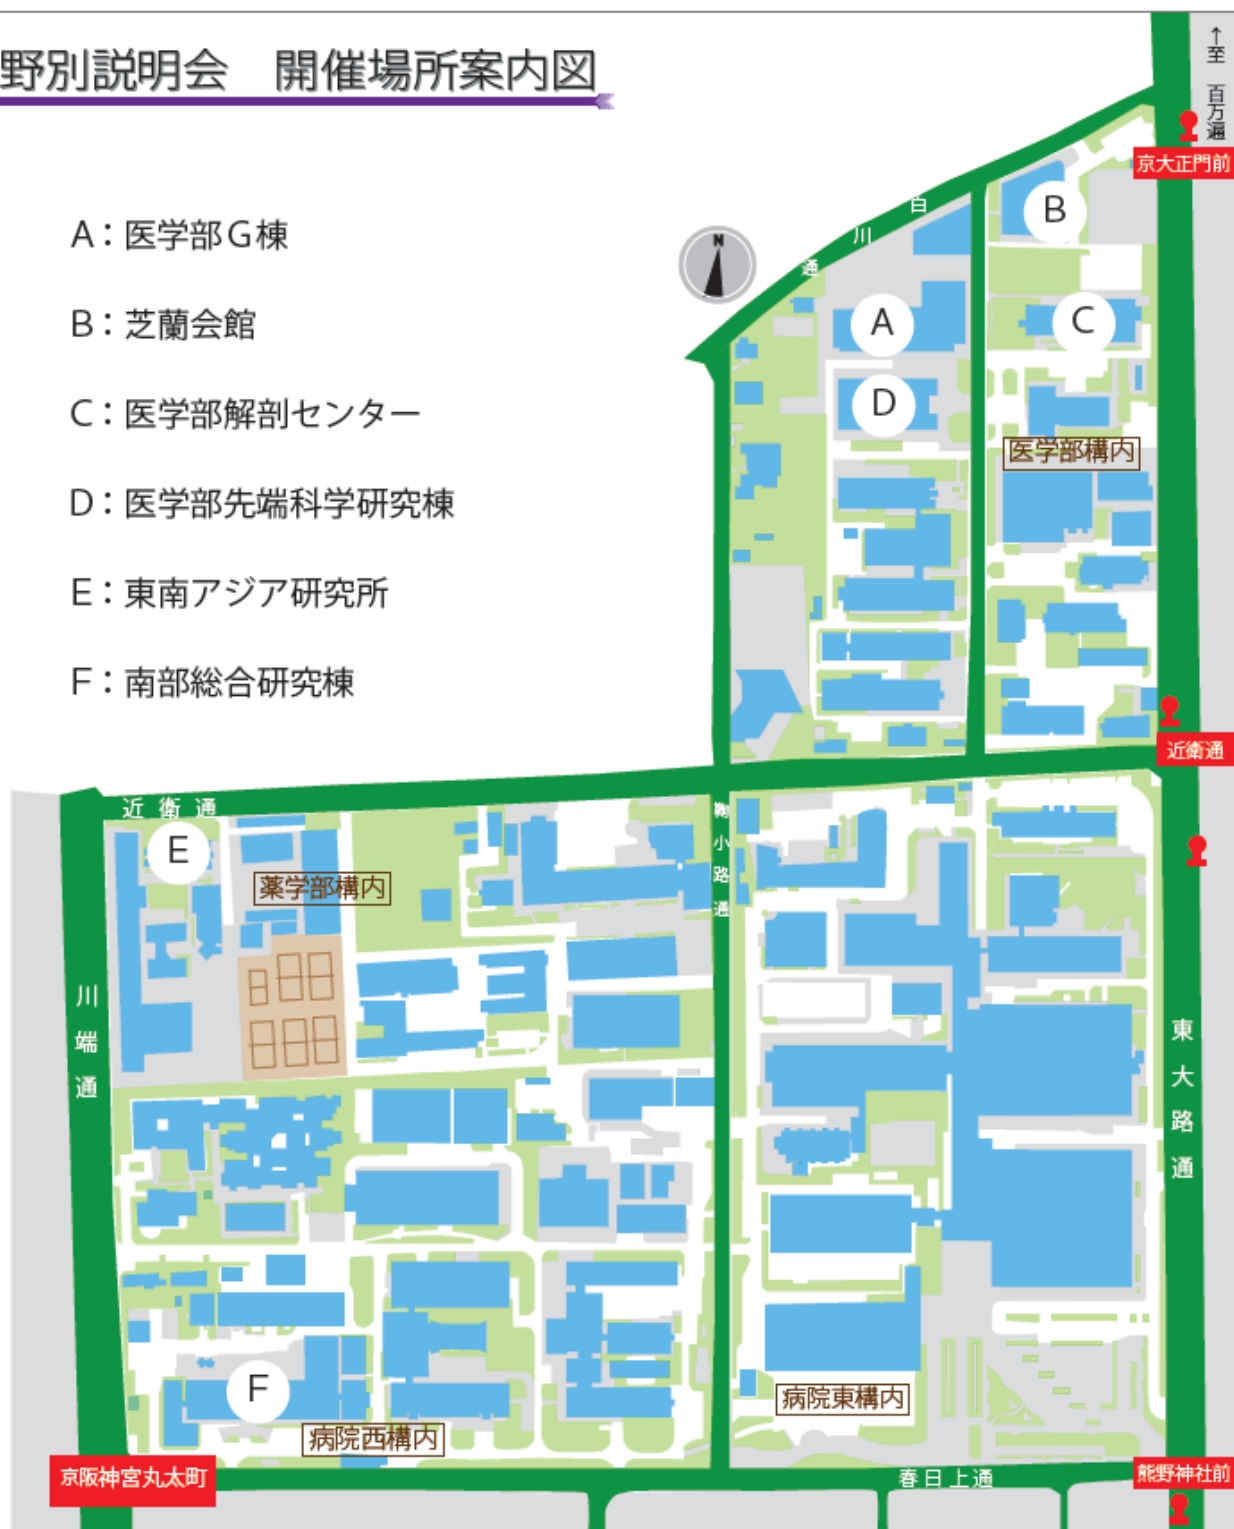 野別説明会　開催場所案内図
↑至 百万遍
京大正門前
A：医学部G棟
B：芝蘭会館
C：医学部解剖センター
D：医学部先端科学研究棟
E：東南アジア研究所
F：南部総合研究棟
N
白川通
B
A
C
D
医学部構内
近衛通
近衛通
E
薬学部構内
小路通
川端通
東大路通
F
病院東構内
病院西構内
京阪神宮丸太町
春日上通
熊野神社前